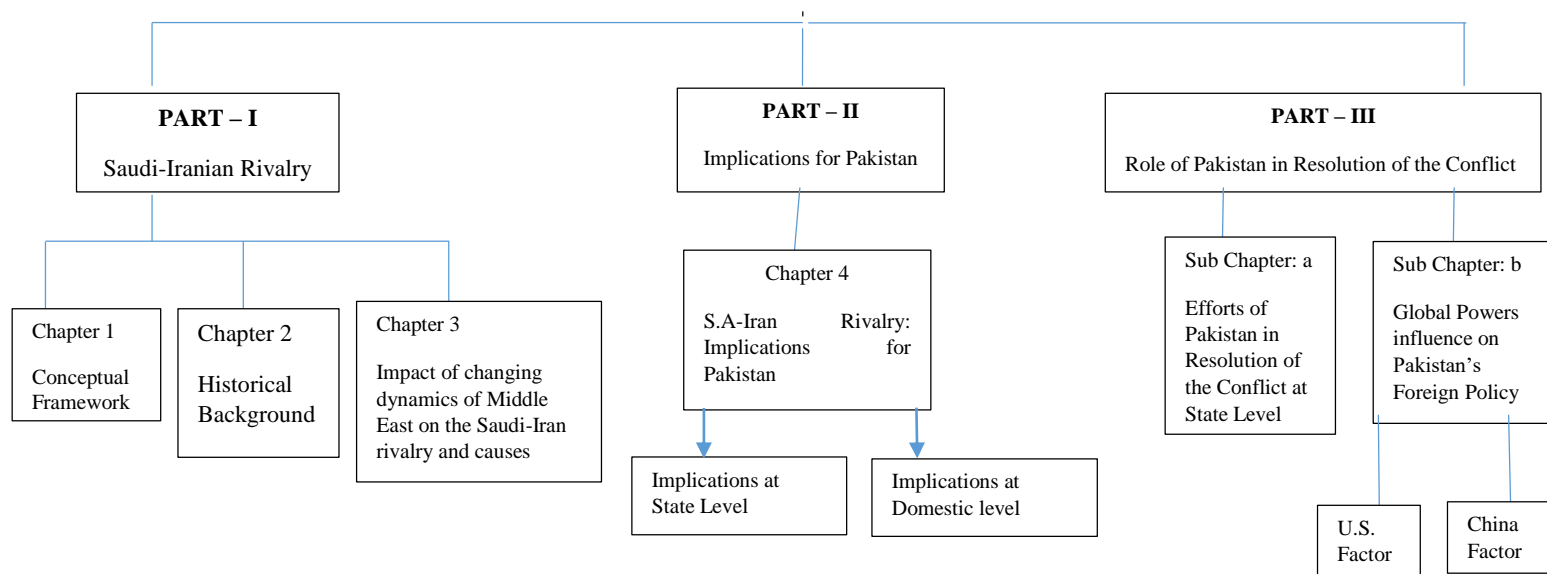 PART – I
Saudi-Iranian Rivalry
PART – II
Implications for Pakistan
PART – III
Role of Pakistan in Resolution of the Conflict
Chapter 1
Conceptual
Framework
Chapter 2
Historical
Background
Chapter 3
Impact of changing
dynamics of Middle
East on the Saudi-Iran
rivalry and causes
Chapter 4
S.A-Iran Rivalry:
Implications for
Pakistan
Implications at
State Level
Implications at
Domestic level
Sub Chapter: a
Efforts of
Pakistan in
Resolution of
the Conflict at
State Level
Sub Chapter: b
Global Powers
influence on
Pakistan’s
Foreign Policy
U.S.
Factor
China
Factor